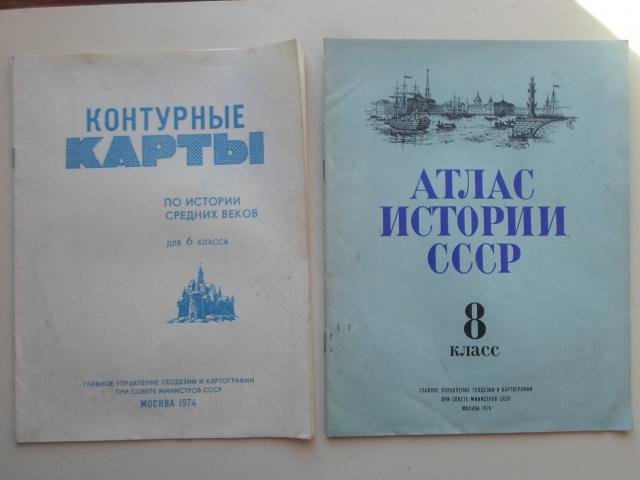 КОНТУРНЫЕ
КАРТЫ
ПО ИСТОРИИ
СРЕДНИХ ВЕКОВ
ДЛЯ 6 КЛАССА
ГЛАВНОЕ УПРАВЛЕНИЕ ГЕОДЕЗИИ И КАРТОГРАФИИ
ПРИ СОВЕТЕ МИНИСТРОВ СССР
МОСКВА 1974
АТЛАС
ИСТОРИИ
СССР
8
КЛАСС
ГЛАВНОЕ УПРАВЛЕНИЕ ГЕОДЕЗИИ И КАРТОГРАФИИ
ПРИ СОВЕТЕ МИНИСТРОВ СССР
МОСКВА